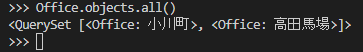 >>> Office.objects.all()
<QuerySet [<Office: 小川町>, <Office: 高田馬場>]>
>>>